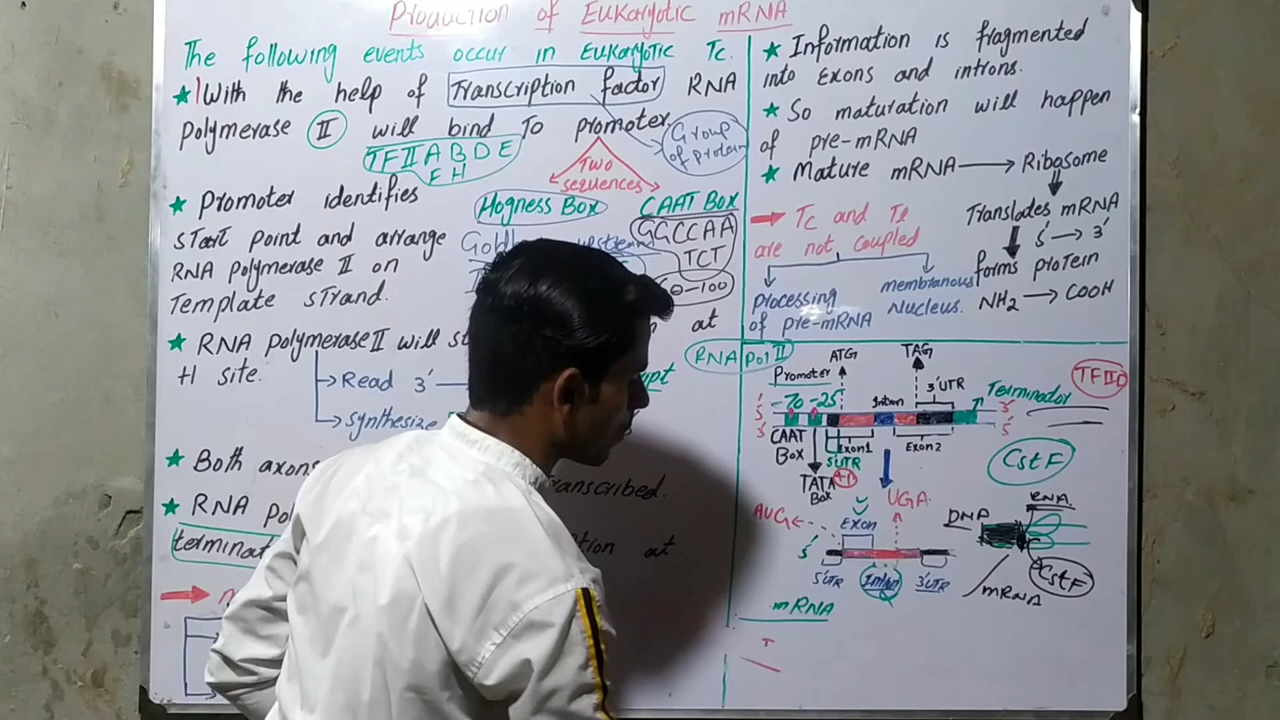 Production of Eukaryotic mRNA
The following events occur in Eukaryotic Tc.
★ 1 With the help of Transcription factor RNA
polymerase II will bind To promoter
Group
of protein
TFII A B D E
F H
Two
sequences
Hogness Box
CAAT Box
GGCCAA
TCT
upstream
★ Promoter identifies
start point and arrange
RNA polymerase II on
Template strand.
★ RNA polymerase II will
at
+1 site.
Read 3'
synthesize
★ Both axons
transcribed.
★ RNA pol
at
★ Information is fragmented
into Exons and introns.
★ So maturation will happen
of pre-mRNA
★ Mature mRNA → Ribosome
Translates mRNA
5' → 3'
forms protein
NH2 → COOH
Tc and Tl
are not coupled
processing
of pre-mRNA
membranous
Nucleus.
RNA Pol II
ATG
TAG
TFIID
Promoter
3'UTR
Terminator
-70 -25
Intron
5'
3'
3'
5'
CAAT
Box
Exon1
Exon2
5'UTR
+1
TATA
Box
CstF
AUG
UGA
Exon
5'
5'UTR
Intron
3'UTR
mRNA
DNA
RNA
CstF
mRNA
T